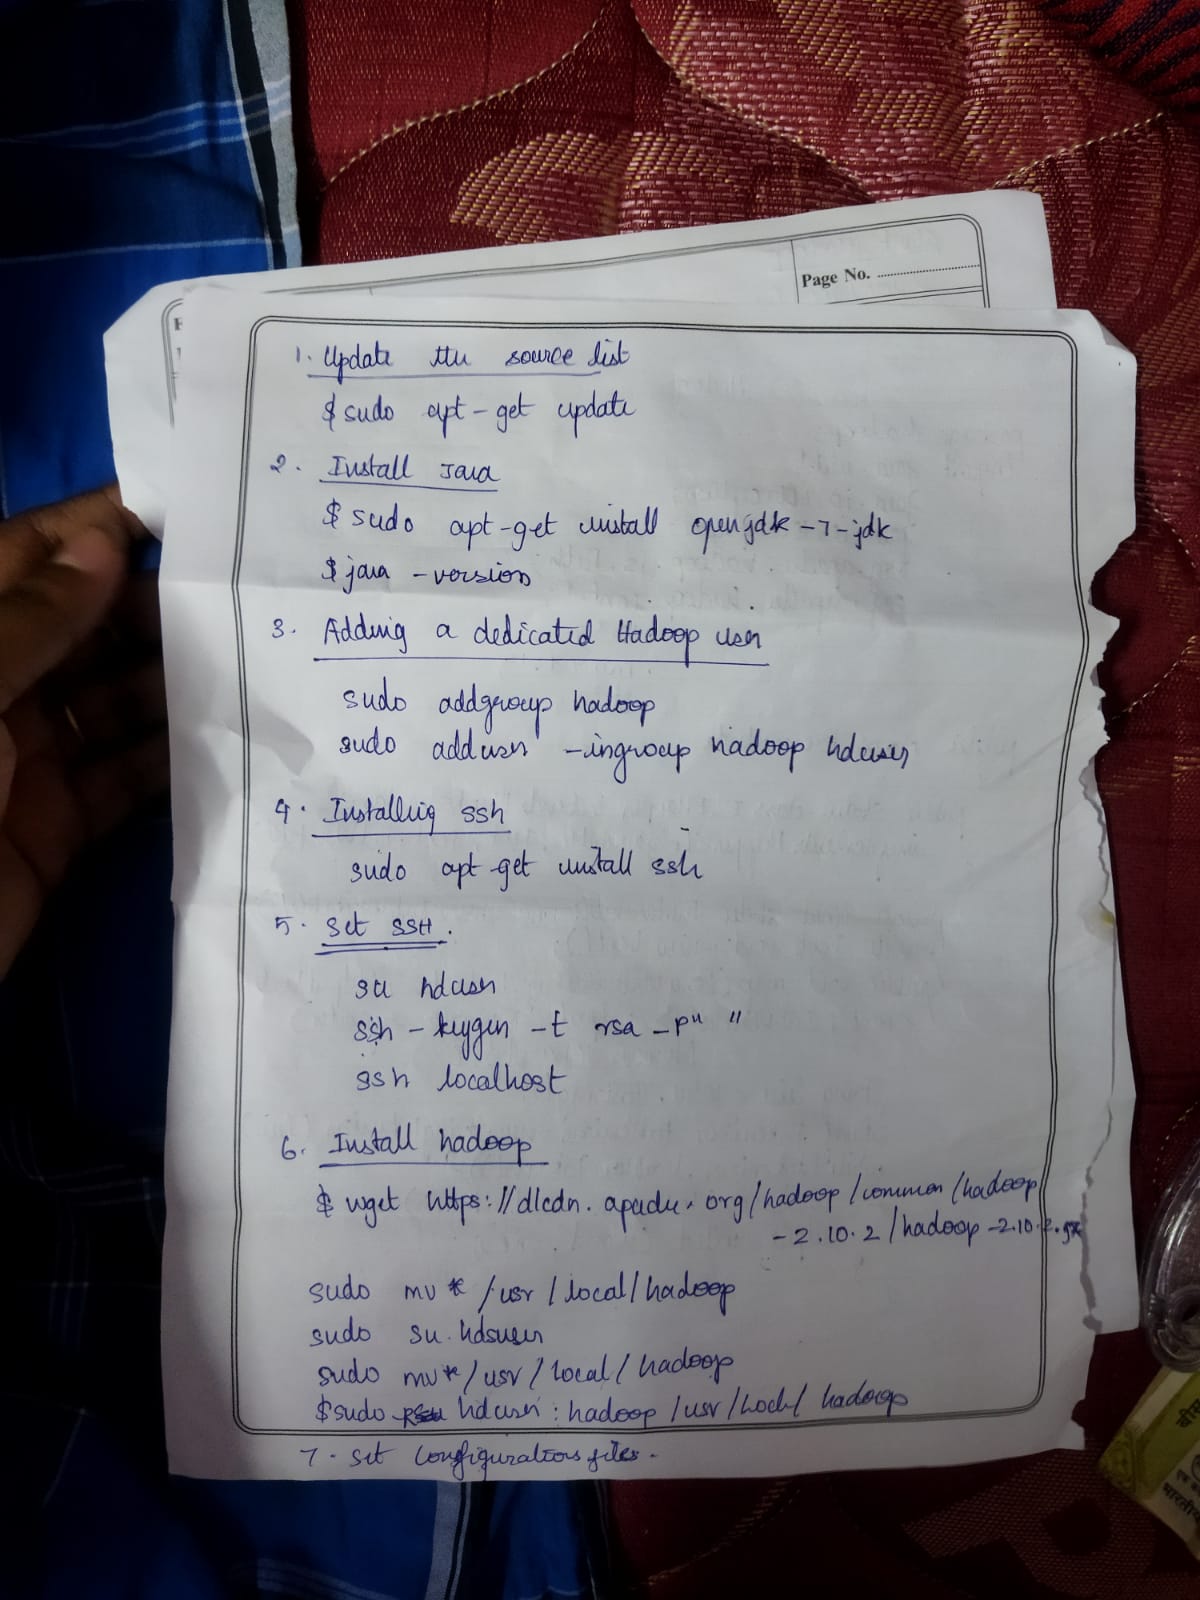 Page No.
1. Update the source list
$ sudo apt-get update
2. Install Java
$ sudo apt-get install openjdk-7-jdk
$ java -version
3. Adding a dedicated Hadoop user
sudo addgroup hadoop
sudo adduser -ingroup hadoop hduser
4. Installing ssh
sudo apt-get install ssh
5. Set SSH.
su hduser
ssh-keygen -t rsa -P" "
ssh localhost
6. Install hadoop
$ wget https://dlcdn.apache.org/hadoop/common/hadoop
-2.10.2/hadoop-2.10.2.
sudo mv * /usr/local/hadoop
sudo su. hdsuser
sudo mv*/usr/local/hadoop
$sudo hduser:hadoop /usr/ / hadoop
7. Set Configurations files.